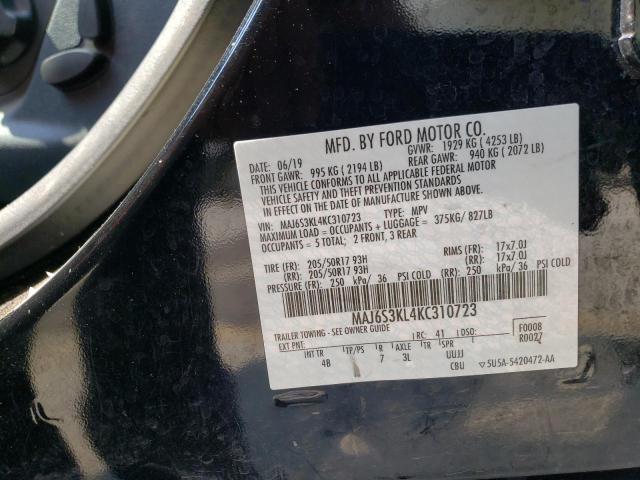 MFD. BY FORD MOTOR CO.
DATE: 06/19 GVWR: 1929 KG ( 4253 LB)
FRONT GAWR: 995 KG ( 2194 LB) REAR GAWR: 940 KG ( 2072 LB)
THIS VEHICLE CONFORMS TO ALL APPLICABLE FEDERAL MOTOR
VEHICLE SAFETY AND THEFT PREVENTION STANDARDS
IN EFFECT ON THE DATE OF MANUFACTURE SHOWN ABOVE.
VIN: MAJ6S3KL4KC310723 TYPE: MPV
MAXIMUM LOAD = OCCUPANTS + LUGGAGE = 375KG/ 827LB
OCCUPANTS = 5 TOTAL; 2 FRONT, 3 REAR
TIRE (FR): 205/50R17 93H RIMS (FR): 17x7.0J
(RR): 205/50R17 93H (RR): 17x7.0J
PRESSURE (FR): 250 kPa/ 36 PSI COLD (RR): 250 kPa/ 36 PSI COLD
MAJ6S3KL4KC310723
TRAILER TOWING - SEE OWNER GUIDE F0008
EXT PNT: RC: 41 DSO: R0027
INT TR TP/PS R AXLE TR SPR UUJJ
4B 7 3L CBU 5U5A-5420472-AA